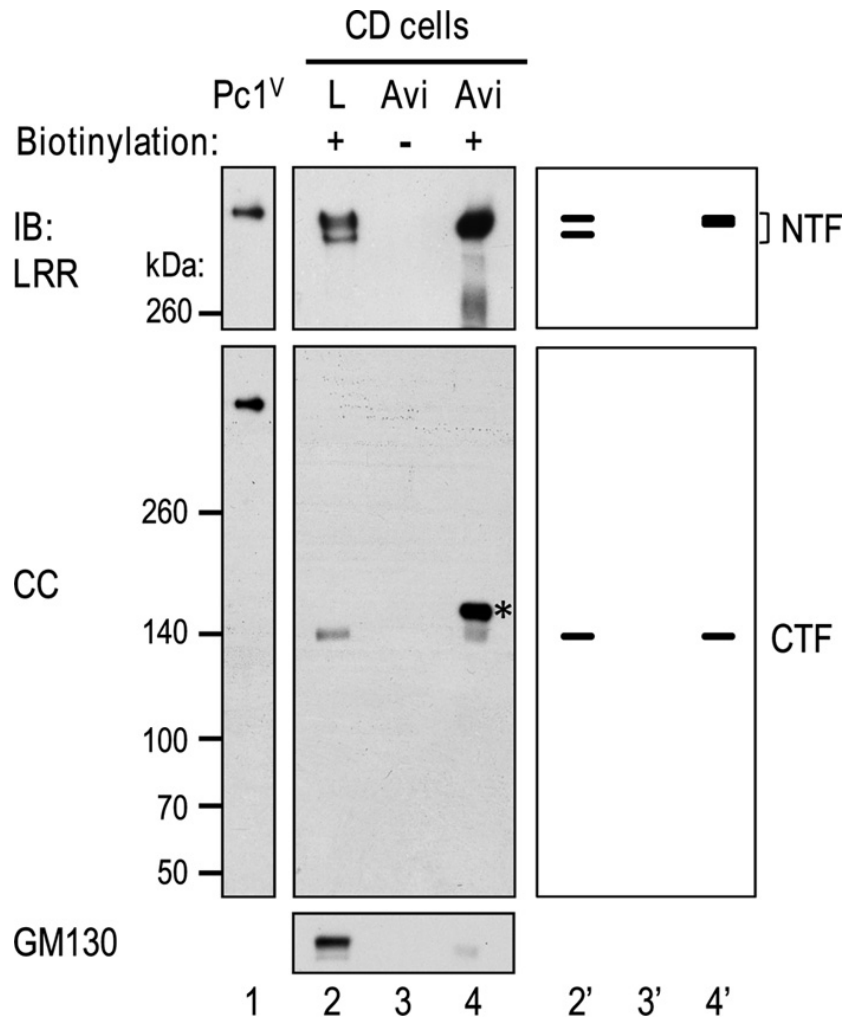 CD cells
Pc1V L Avi Avi
Biotinylation: + - +
IB:
LRR
kDa:
260
NTF
260
CC
*
140
CTF
100
70
50
GM130
1 2 3 4 2’ 3’ 4’